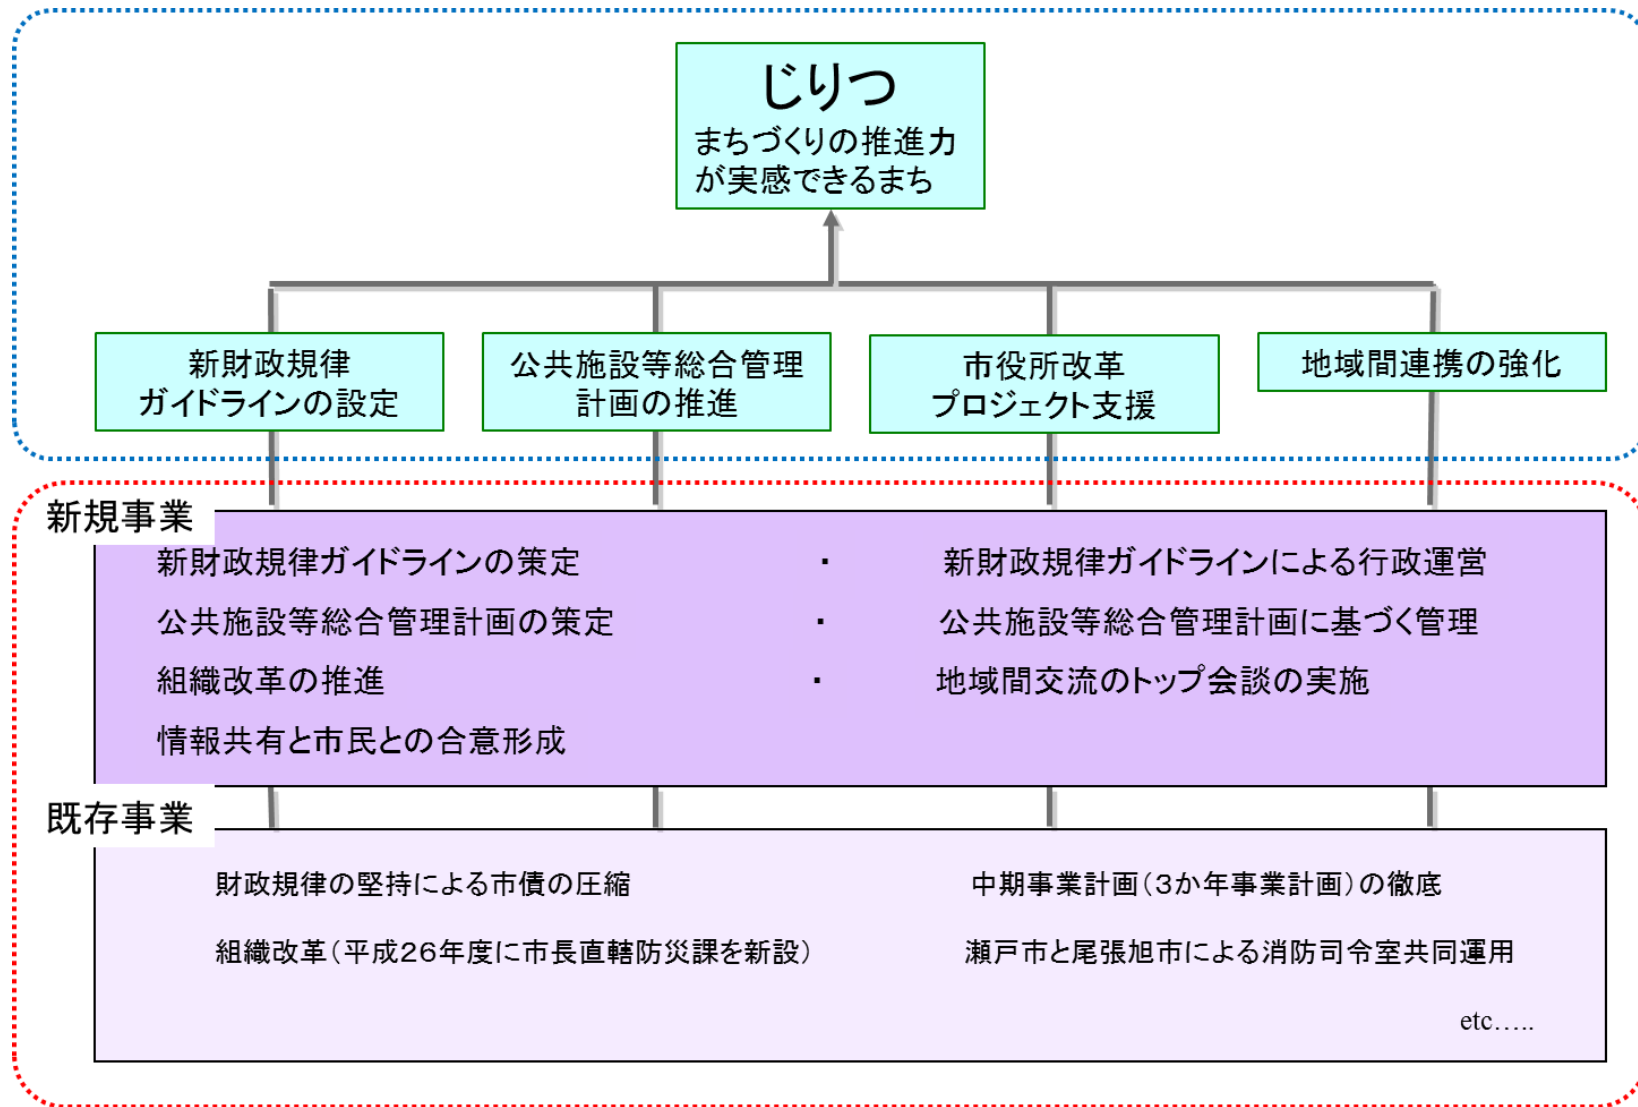 じりつ
まちづくりの推進力
が実感できるまち
新財政規律
ガイドラインの設定
公共施設等総合管理
計画の推進
市役所改革
プロジェクト支援
地域間連携の強化
新規事業
新財政規律ガイドラインの策定 ・ 新財政規律ガイドラインによる行政運営
公共施設等総合管理計画の策定 ・ 公共施設等総合管理計画に基づく管理
組織改革の推進 ・ 地域間交流のトップ会談の実施
情報共有と市民との合意形成
既存事業
財政規律の堅持による市債の圧縮 中期事業計画(3か年事業計画)の徹底
組織改革(平成26年度に市長直轄防災課を新設) 瀬戸市と尾張旭市による消防司令室共同運用
etc…..